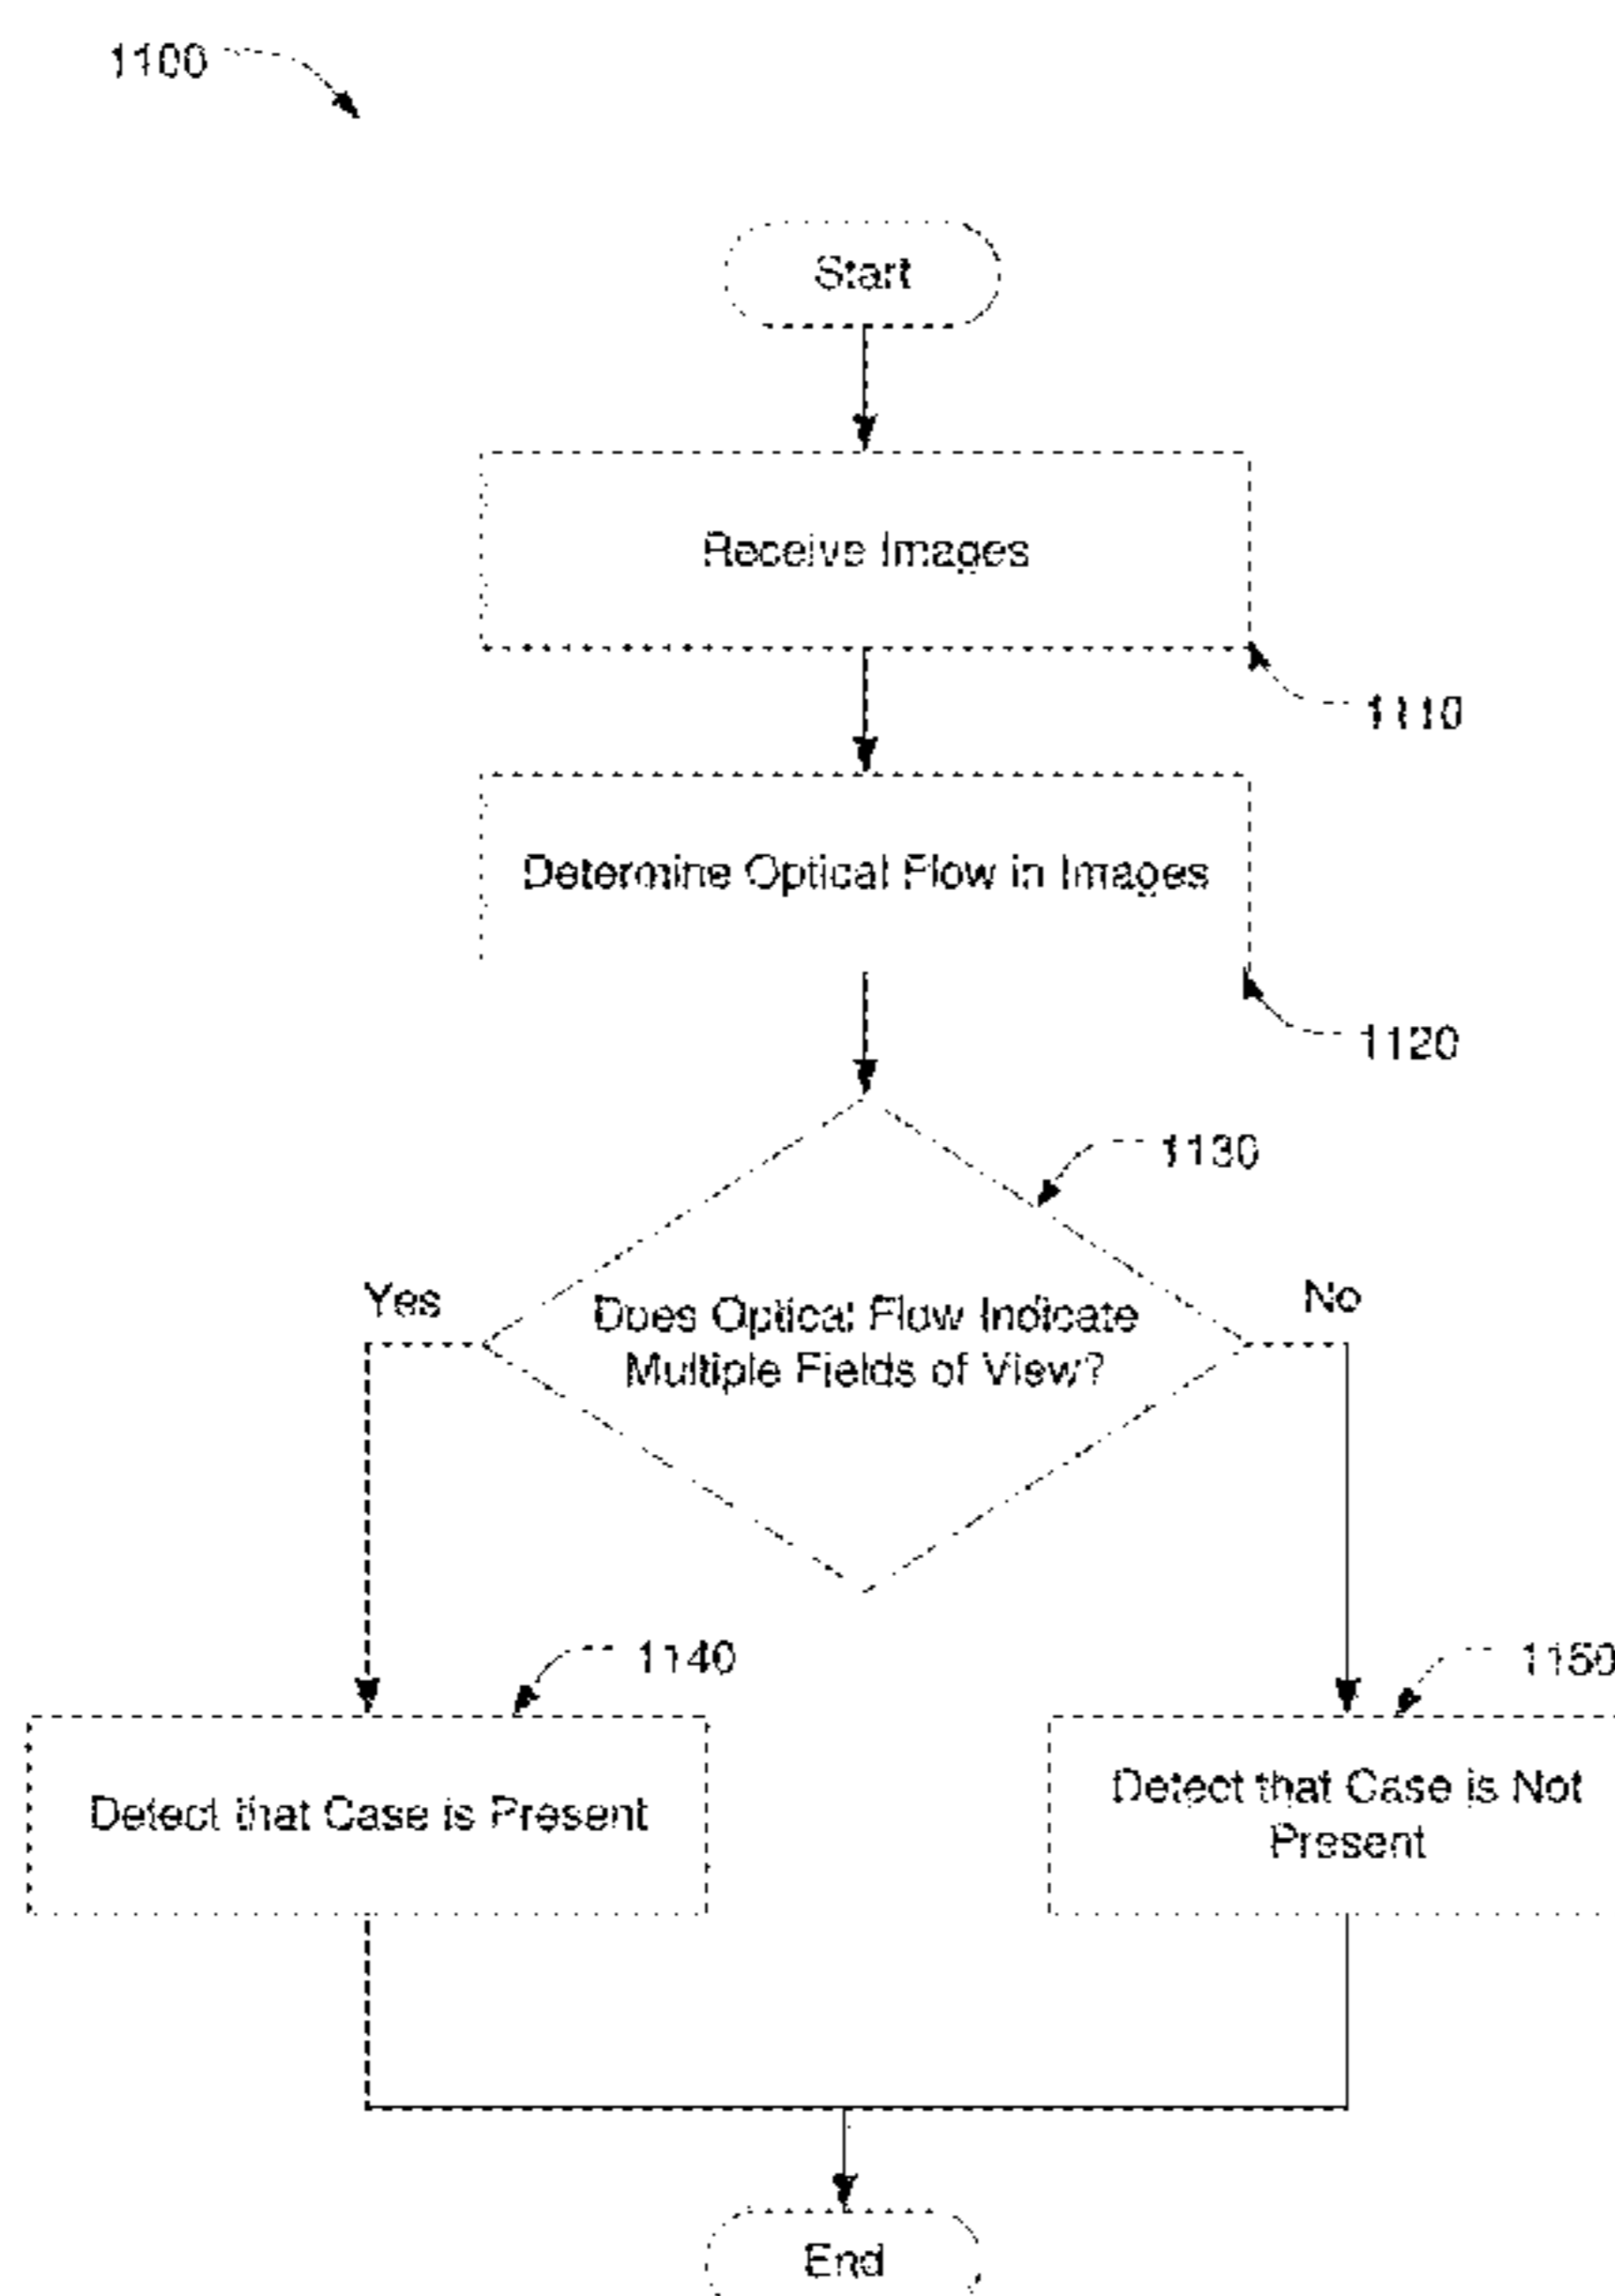 1100
Start
Receive Images
1110
Determine Optical Flow in Images
1120
1130
Yes
No
Does Optical Flow Indicate
Multiple Fields of View?
1140
1150
Detect that Case is Present
Detect that Case is Not
Present
End